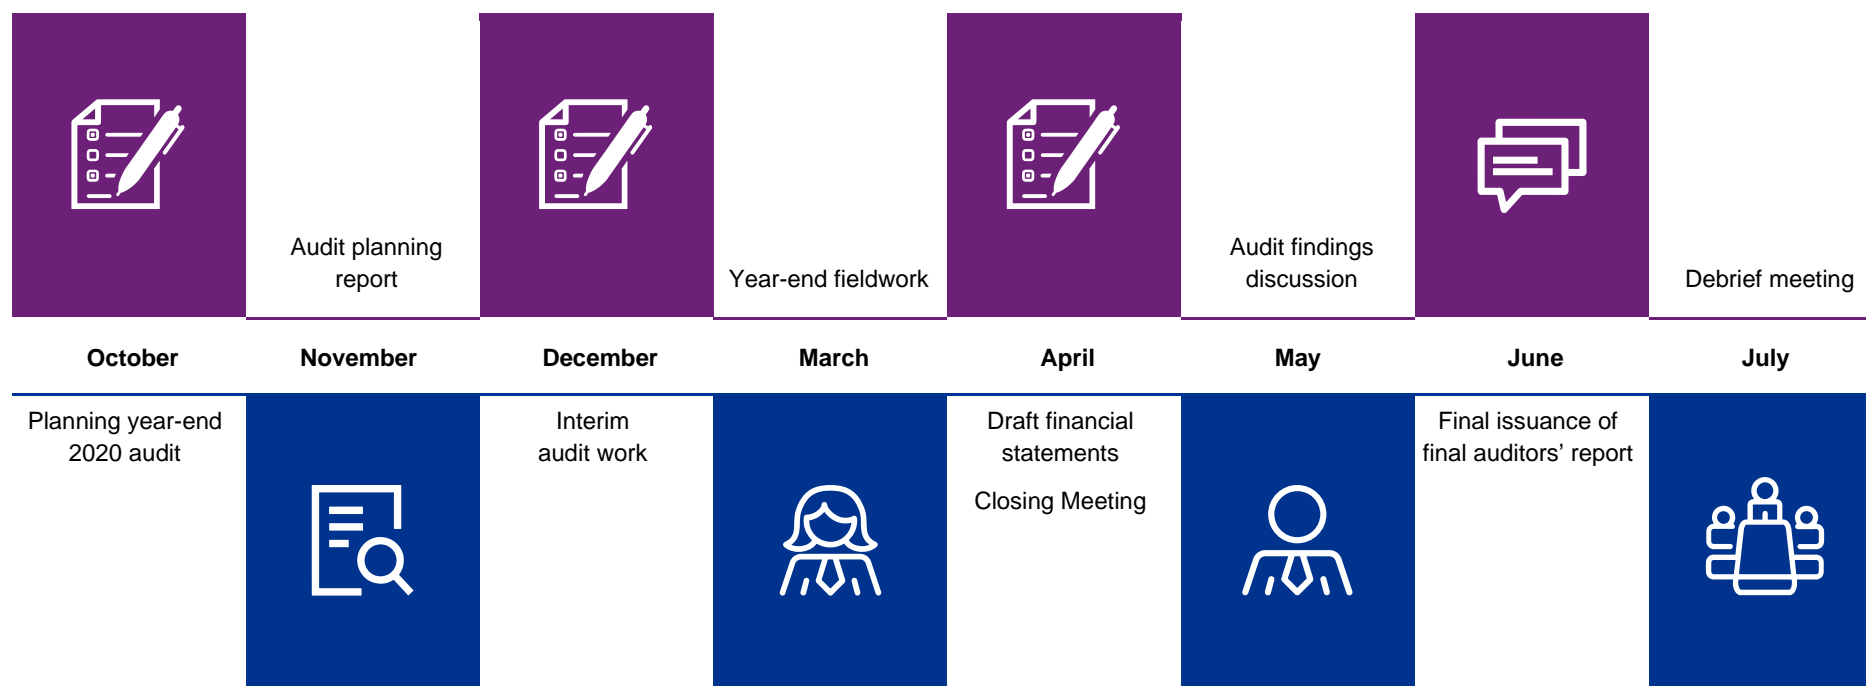 Audit planning
report
Year-end fieldwork
Audit findings
discussion
Debrief meeting
October
November
December
March
April
May
June
July
Planning year-end
2020 audit
Interim
audit work
Draft financial
statements
Closing Meeting
Final issuance of
final auditors’ report